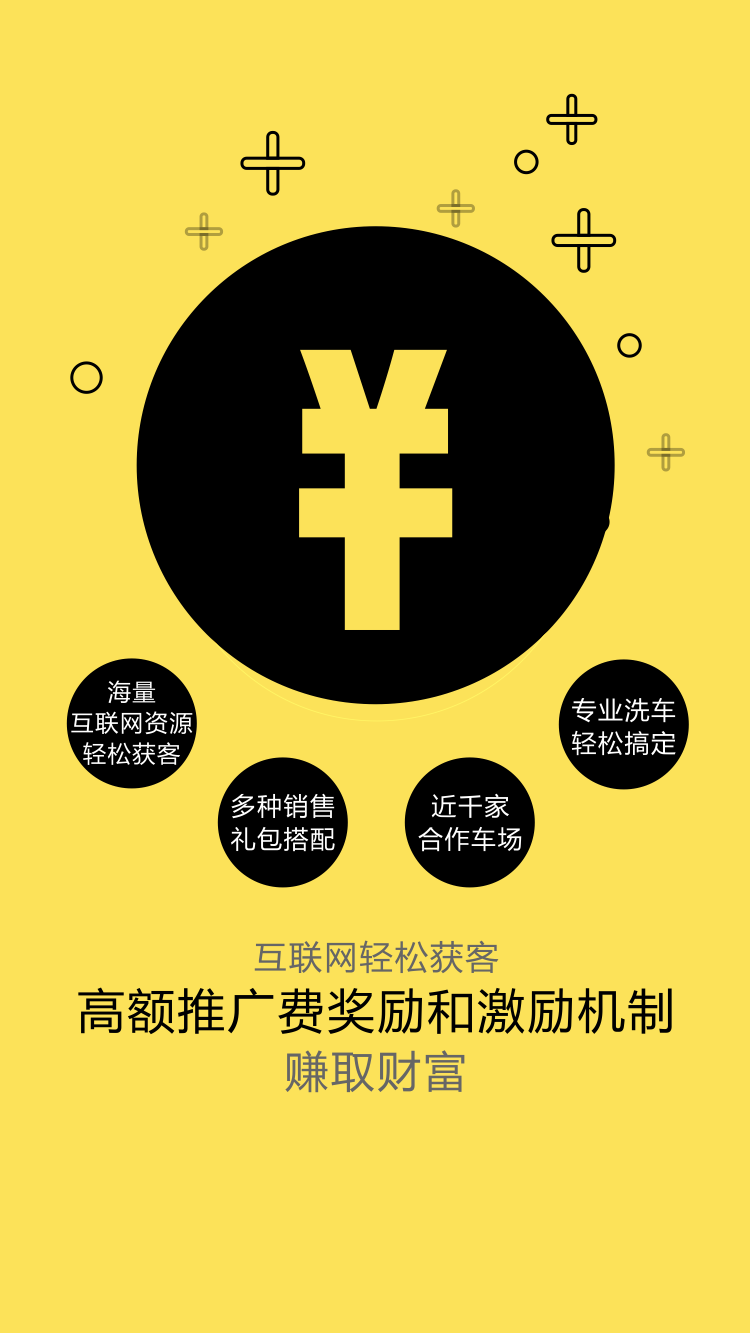 ¥
海量
互联网资源
轻松获客
多种销售
礼包搭配
近千家
合作车场
专业洗车
轻松搞定
互联网轻松获客
高额推广费奖励和激励机制
赚取财富